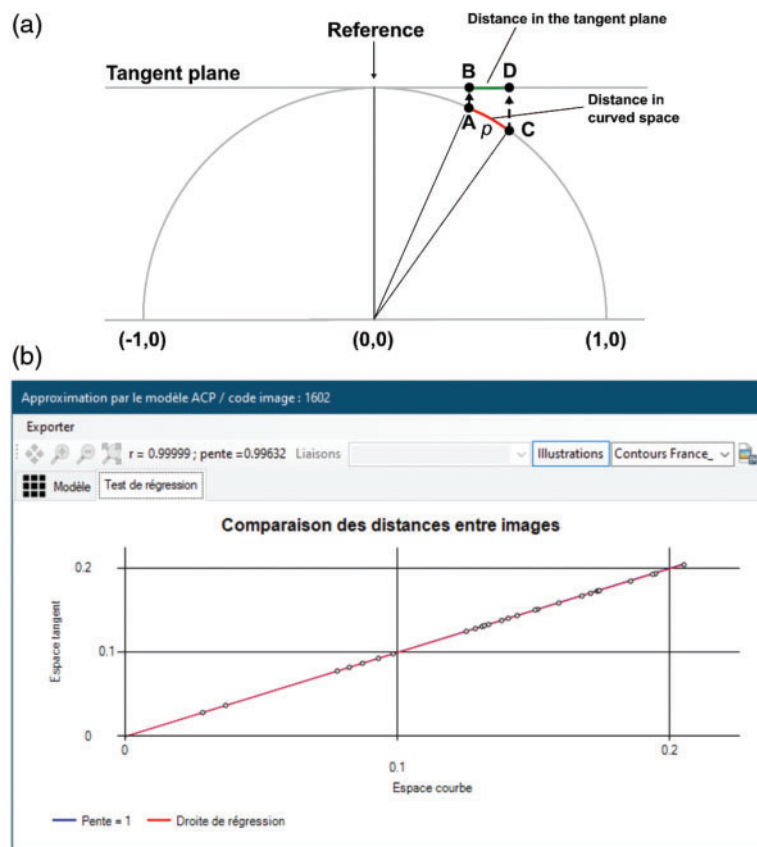 (a)
Distance in the tangent plane
Reference
Tangent plane
B D
Distance in
curved space
A p C
(-1,0) (0,0) (1,0)
(b)
Approximation par le modèle ACP / code image : 1602
Exporter
r = 0.99999 ; pente =0.99632 Liaisons Illustrations Contours France_
Modèle Test de régression
Comparaison des distances entre images
0.2
Espace tangent
0.1
0
0 0.2
0.1
Espace courbe
Pente = 1 Droite de régression